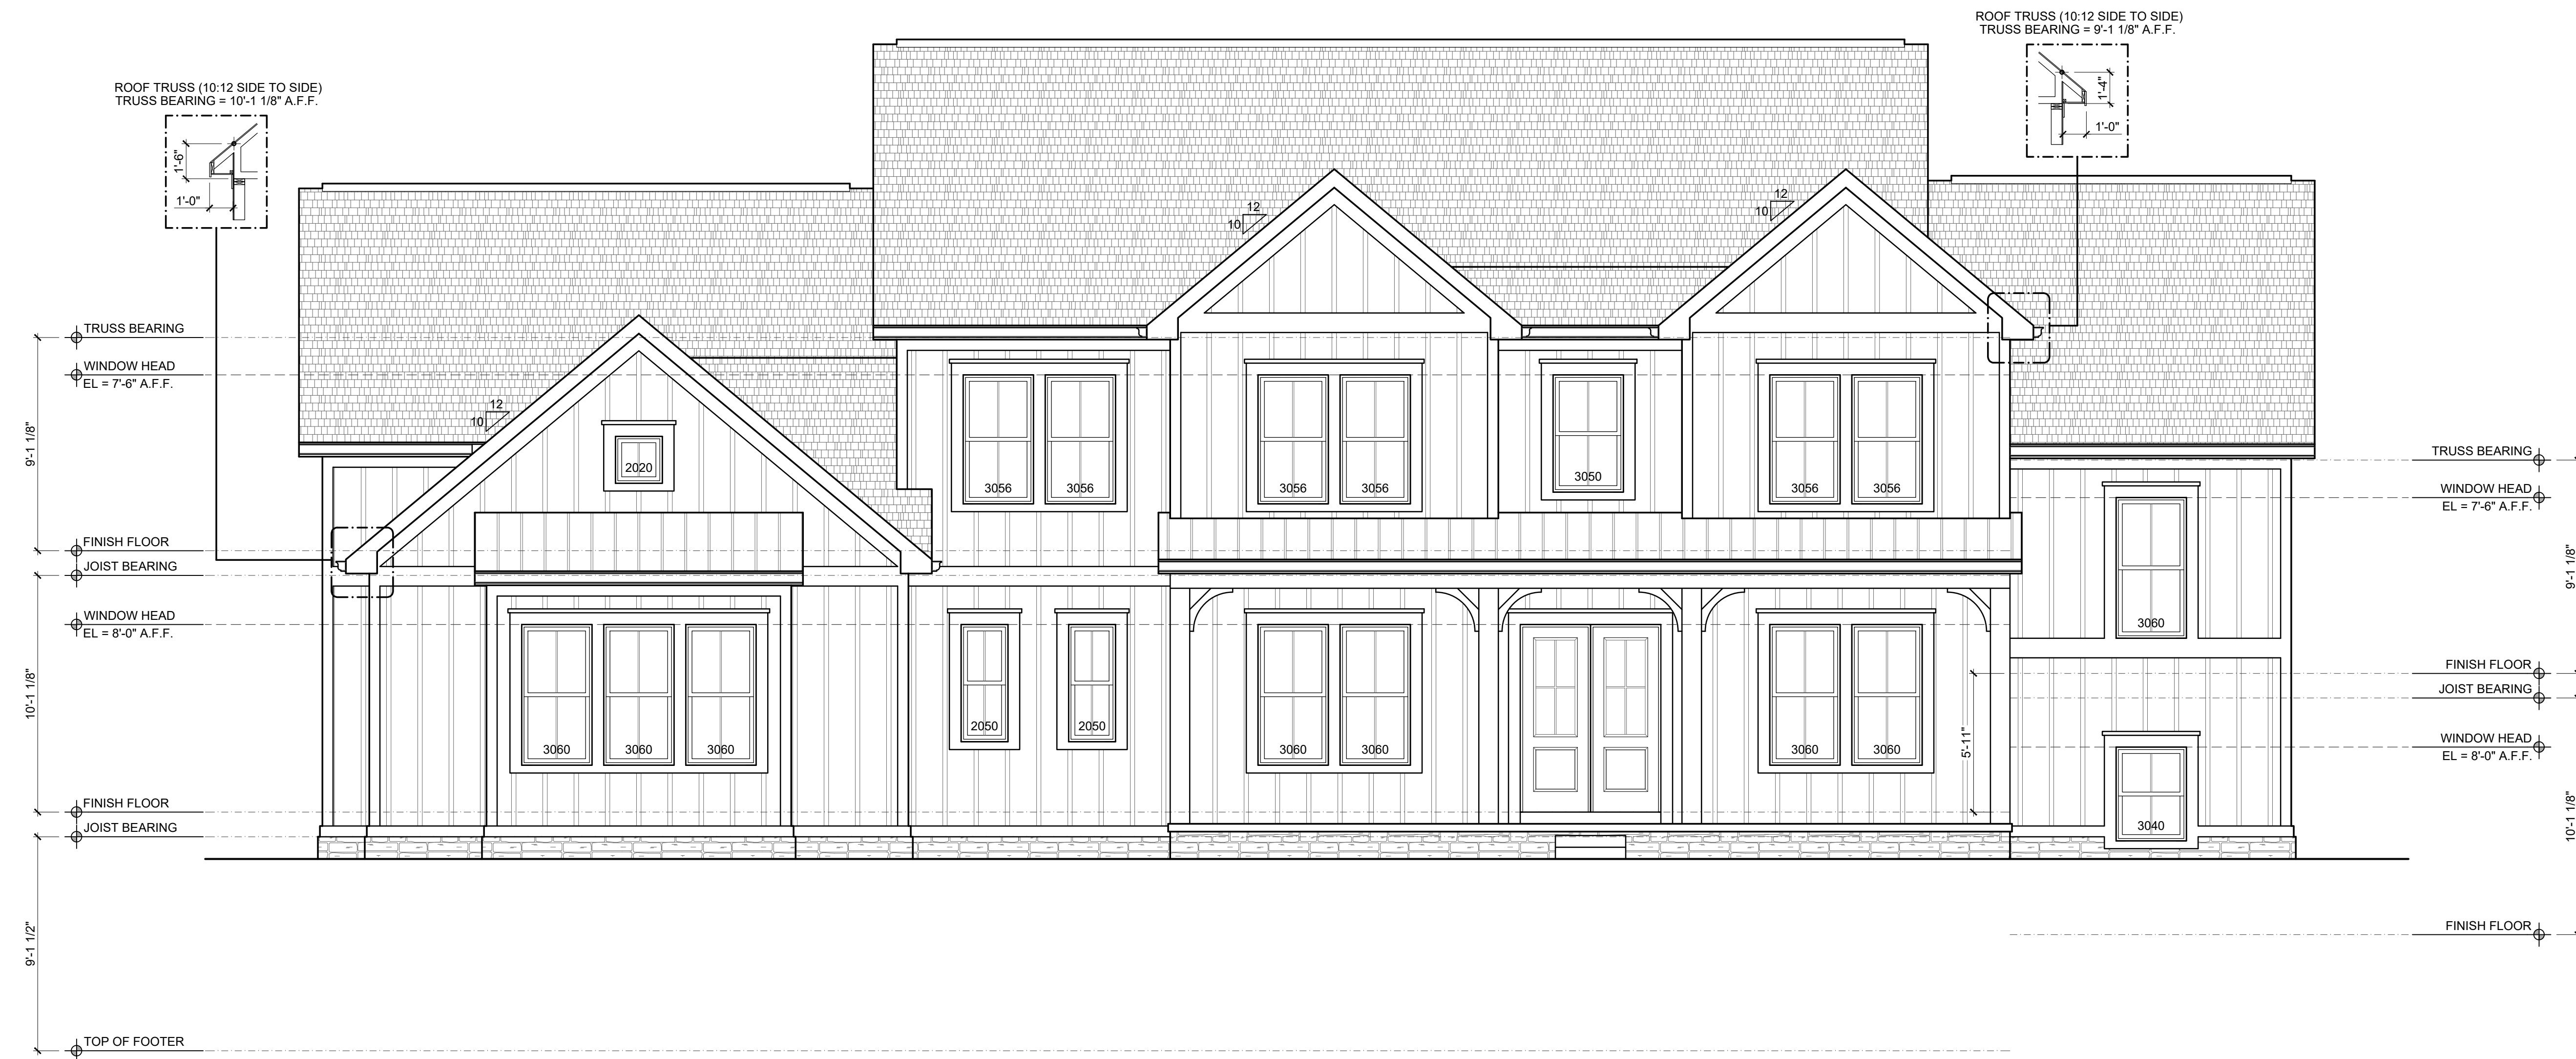 ROOF TRUSS (10:12 SIDE TO SIDE)
TRUSS BEARING = 9'-1 1/8" A.F.F.
1'-4"
1'-0"
ROOF TRUSS (10:12 SIDE TO SIDE)
TRUSS BEARING = 10'-1 1/8" A.F.F.
1'-6"
1'-0"
12
10
12
10
12
10
TRUSS BEARING
WINDOW HEAD
EL = 7'-6" A.F.F.
9'-1 1/8"
FINISH FLOOR
JOIST BEARING
WINDOW HEAD
EL = 8'-0" A.F.F.
10'-1 1/8"
FINISH FLOOR
JOIST BEARING
9'-1 1/2"
TOP OF FOOTER
2020
3056
3056
3056
3056
3050
3056
3056
3060
3060
3060
2050
2050
3060
3060
3060
3060
5'-11"
3060
3040
TRUSS BEARING
WINDOW HEAD
EL = 7'-6" A.F.F.
9'-1 1/8"
FINISH FLOOR
JOIST BEARING
WINDOW HEAD
EL = 8'-0" A.F.F.
10'-1 1/8"
FINISH FLOOR